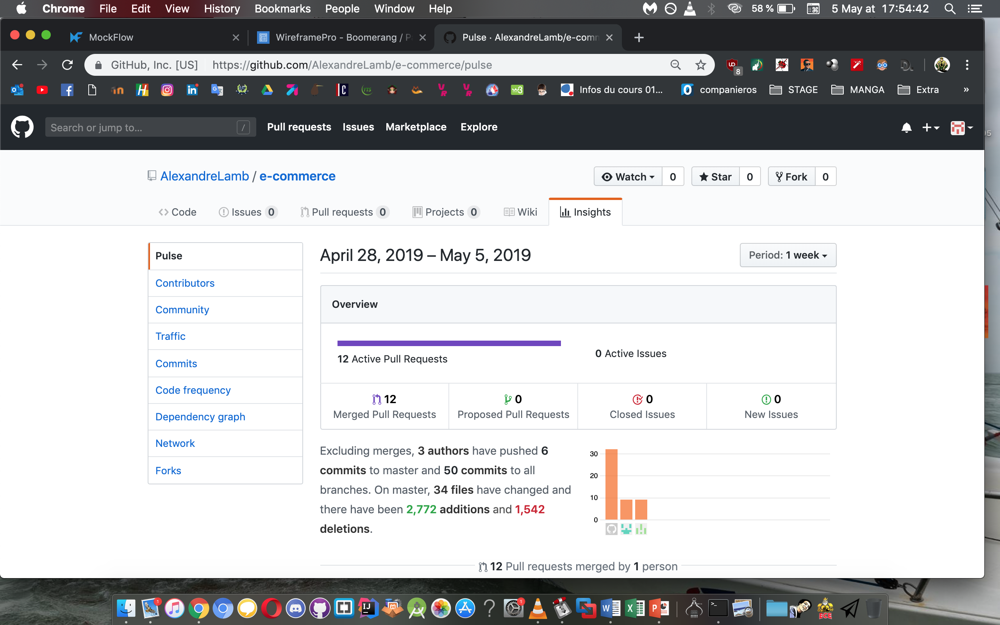 Chrome File Edit View History Bookmarks People Window Help 58 % 5 May at 17:54:42
MockFlow WireframePro - Boomerang / Pulse · AlexandreLamb/e-comm
GitHub, Inc. [US] https://github.com/AlexandreLamb/e-commerce/pulse 8
Infos du cours 01... companieros STAGE MANGA Extra »
Search or jump to... / Pull requests Issues Marketplace Explore
AlexandreLamb / e-commerce Watch 0 Star 0 Fork 0
Code Issues 0 Pull requests 0 Projects 0 Wiki Insights
Pulse
Contributors
Community
Traffic
Commits
Code frequency
Dependency graph
Network
Forks
April 28, 2019 – May 5, 2019 Period: 1 week
Overview
12 Active Pull Requests
0 Active Issues
12 Merged Pull Requests
0 Proposed Pull Requests
0 Closed Issues
0 New Issues
Excluding merges, 3 authors have pushed 6
commits to master and 50 commits to all
branches. On master, 34 files have changed and
there have been 2,772 additions and 1,542
deletions.
30
20
10
0
12 Pull requests merged by 1 person